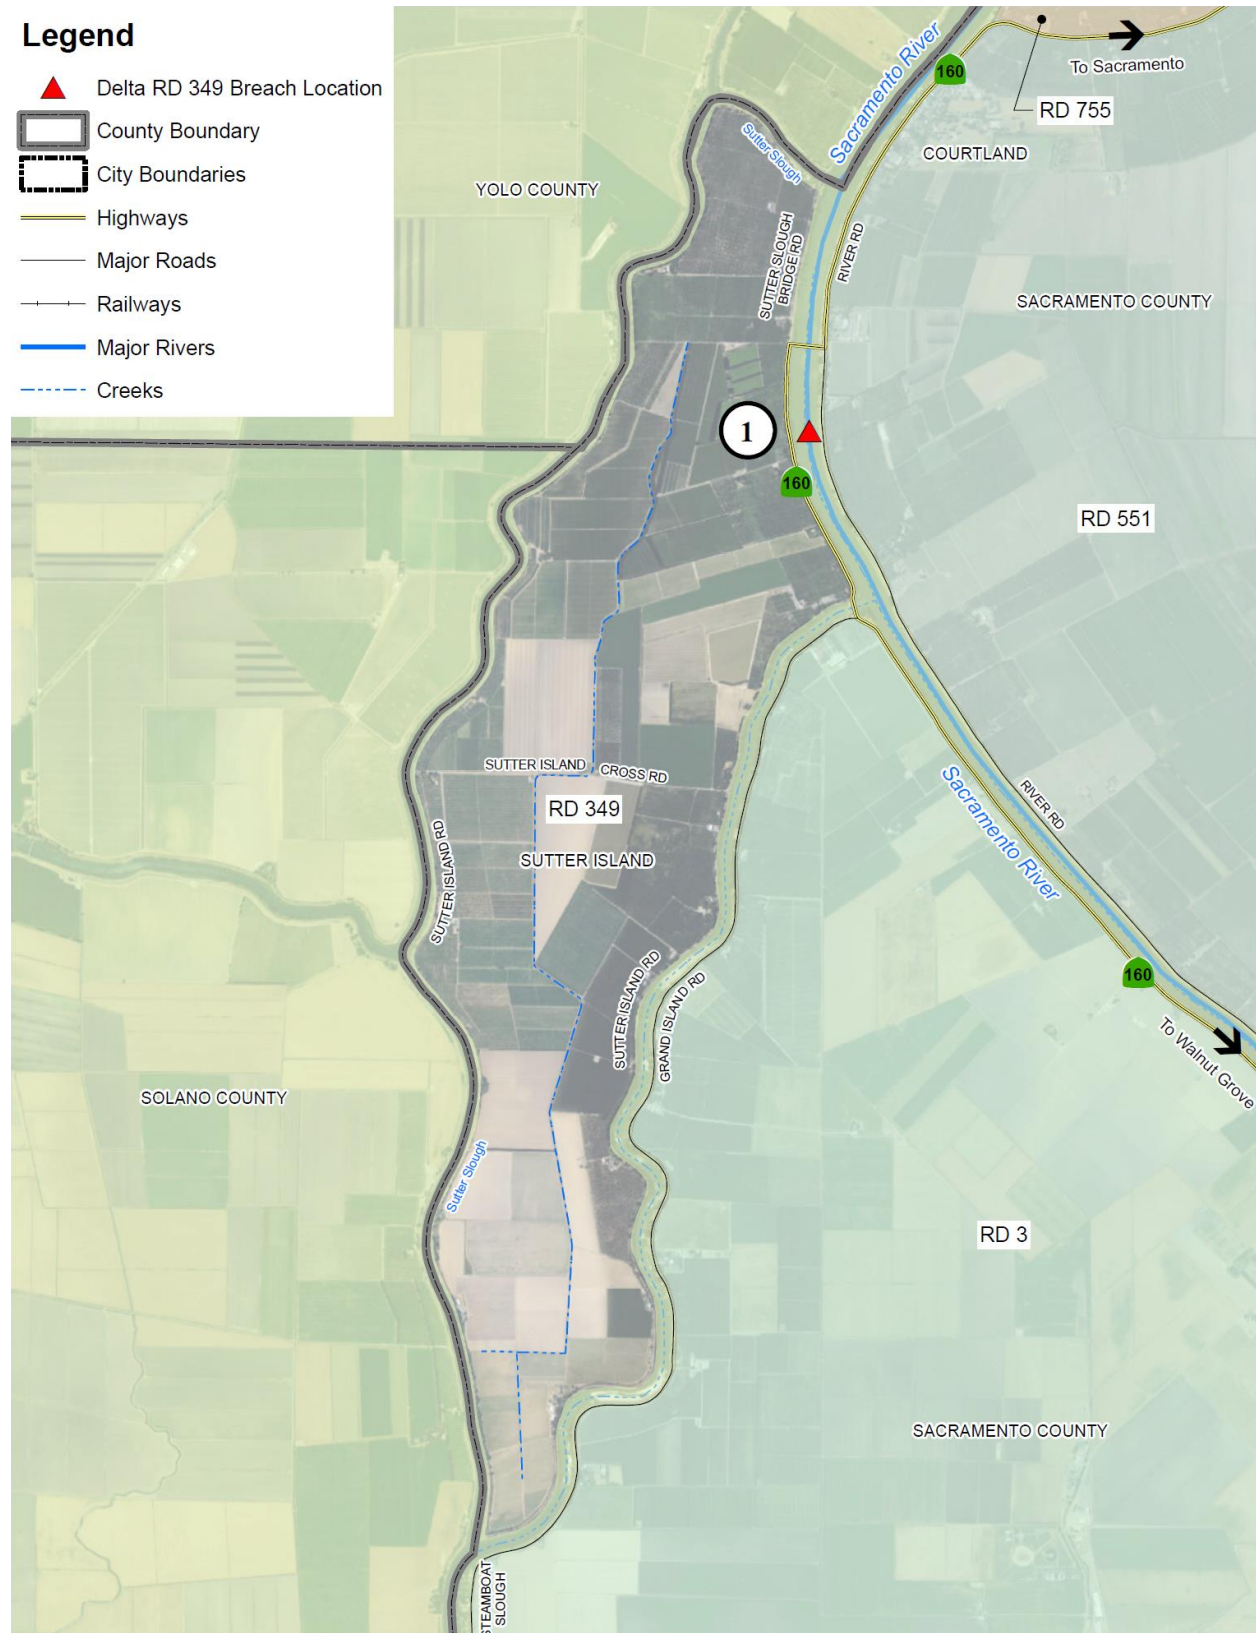 Legend
Delta RD 349 Breach Location
County Boundary
City Boundaries
Highways
Major Roads
Railways
Major Rivers
Creeks
Sacramento River
160
To Sacramento
RD 755
COURTLAND
Sutter Slough
YOLO COUNTY
SUTTER SLOUGH
BRIDGE RD
RIVER RD
SACRAMENTO COUNTY
1
160
RD 551
SUTTER ISLAND
CROSS RD
RD 349
SUTTER ISLAND
SUTTER ISLAND RD
Sacramento River
RIVER RD
160
To Walnut Grove
SUTTER ISLAND RD
GRAND ISLAND RD
SOLANO COUNTY
Sutter Slough
RD 3
SACRAMENTO COUNTY
STEAMBOAT
SLOUGH